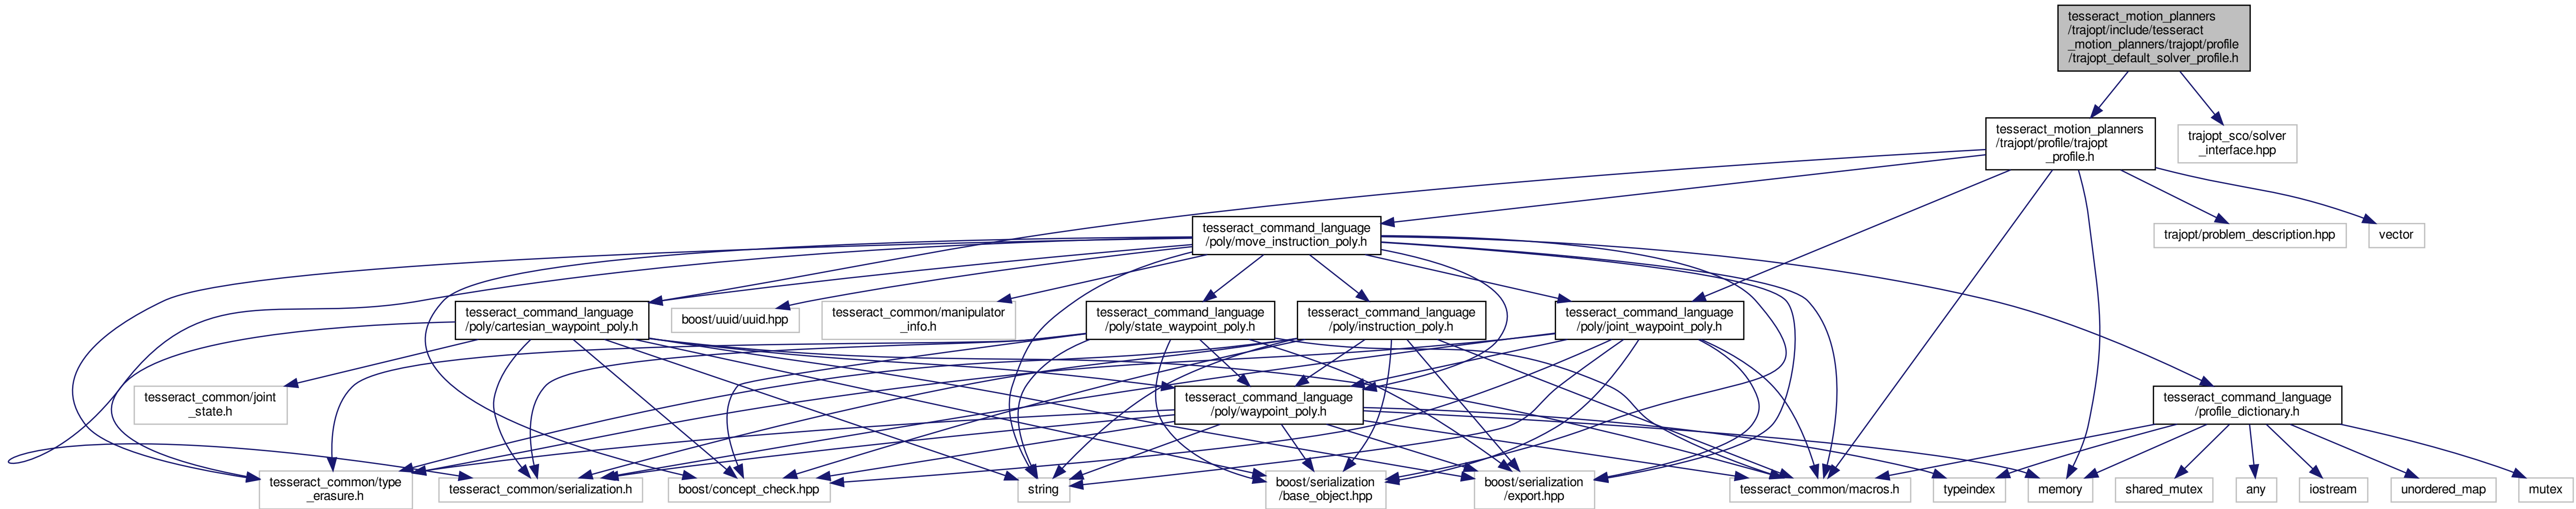 tesseract_motion_planners
/trajopt/include/tesseract
_motion_planners/trajopt/profile
/trajopt_default_solver_profile.h
tesseract_motion_planners
/trajopt/profile/trajopt
_profile.h
trajopt_sco/solver
_interface.hpp
tesseract_command_language
/poly/move_instruction_poly.h
trajopt/problem_description.hpp
vector
tesseract_command_language
/poly/cartesian_waypoint_poly.h
boost/uuid/uuid.hpp
tesseract_common/manipulator
_info.h
tesseract_command_language
/poly/state_waypoint_poly.h
tesseract_command_language
/poly/instruction_poly.h
tesseract_command_language
/poly/joint_waypoint_poly.h
tesseract_common/joint
_state.h
tesseract_command_language
/poly/waypoint_poly.h
tesseract_command_language
/profile_dictionary.h
tesseract_common/type
_erasure.h
tesseract_common/serialization.h
boost/concept_check.hpp
string
boost/serialization
/base_object.hpp
boost/serialization
/export.hpp
tesseract_common/macros.h
typeindex
memory
shared_mutex
any
iostream
unordered_map
mutex